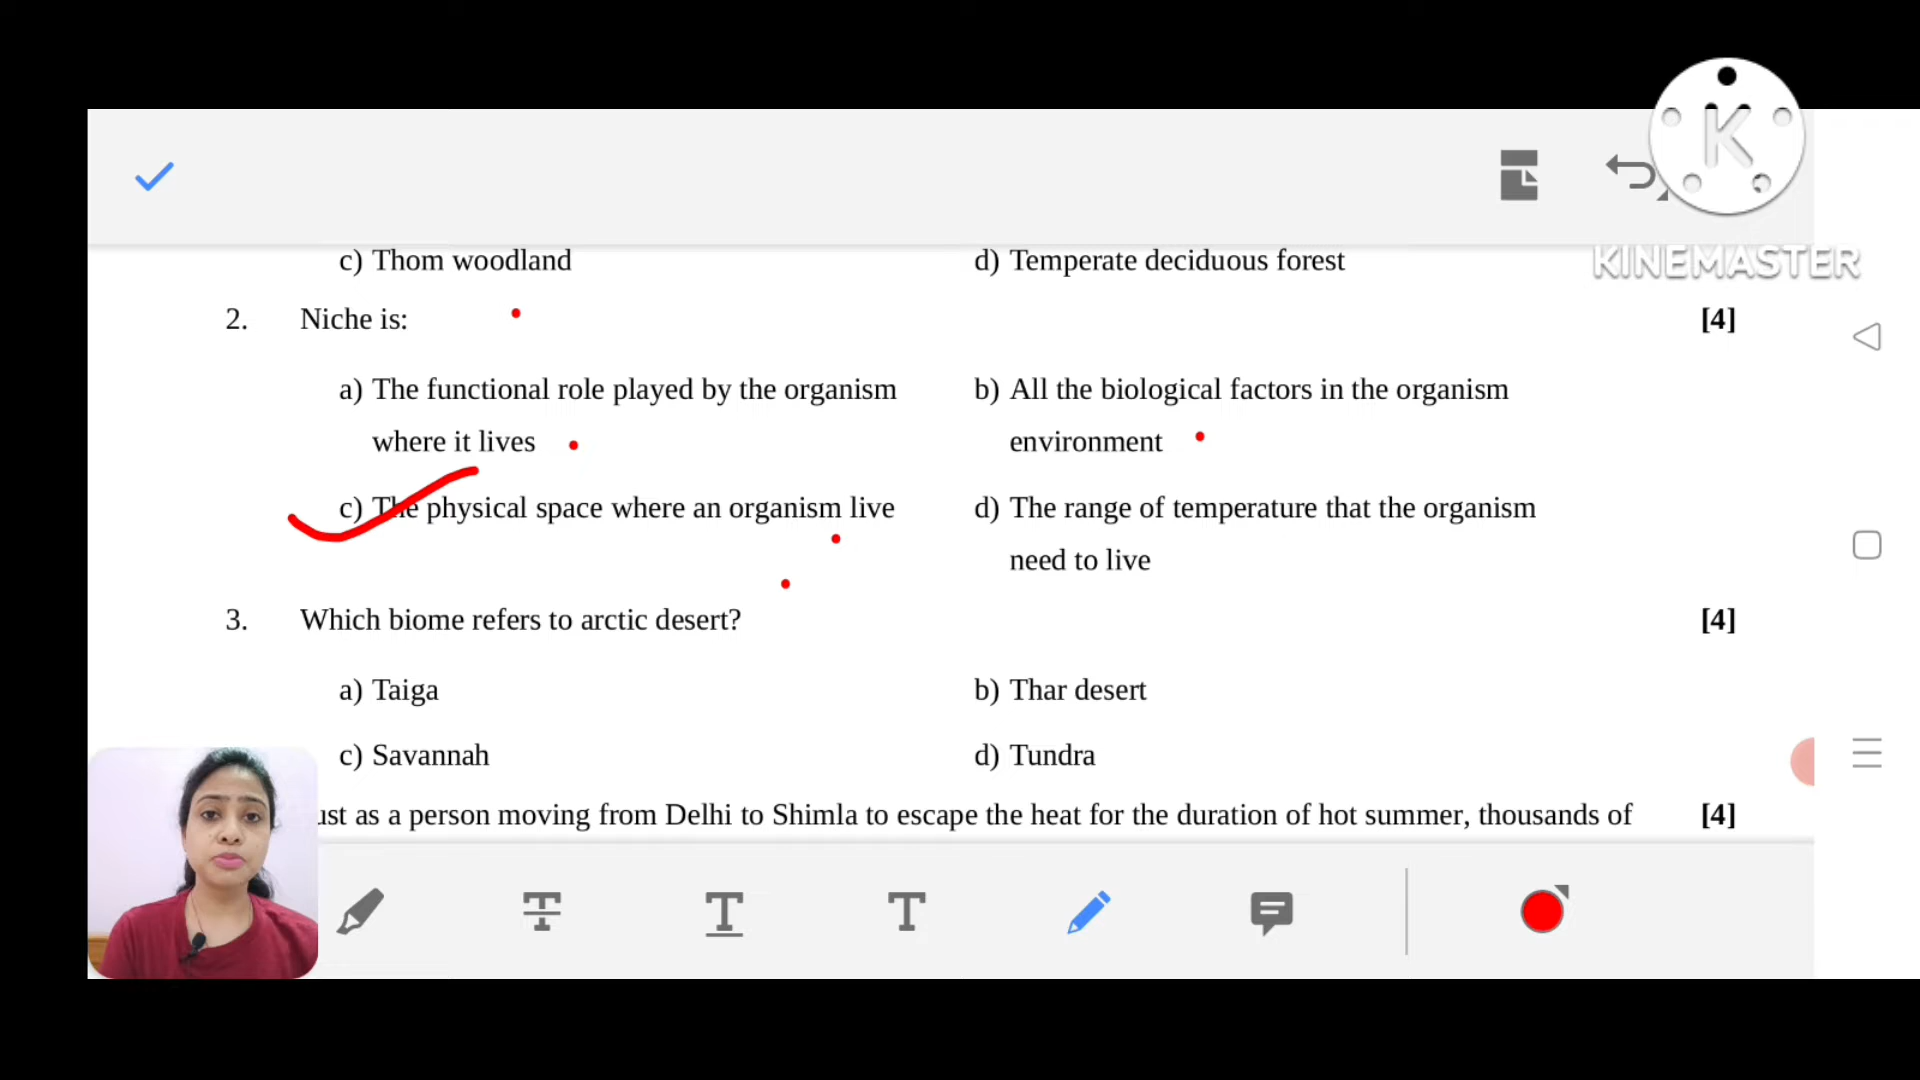 KINEMASTER
c) Thom woodland d) Temperate deciduous forest
2. Niche is: [4]
a) The functional role played by the organism b) All the biological factors in the organism
where it lives environment
c) The physical space where an organism live d) The range of temperature that the organism
need to live
3. Which biome refers to arctic desert? [4]
a) Taiga b) Thar desert
c) Savannah d) Tundra
ust as a person moving from Delhi to Shimla to escape the heat for the duration of hot summer, thousands of [4]